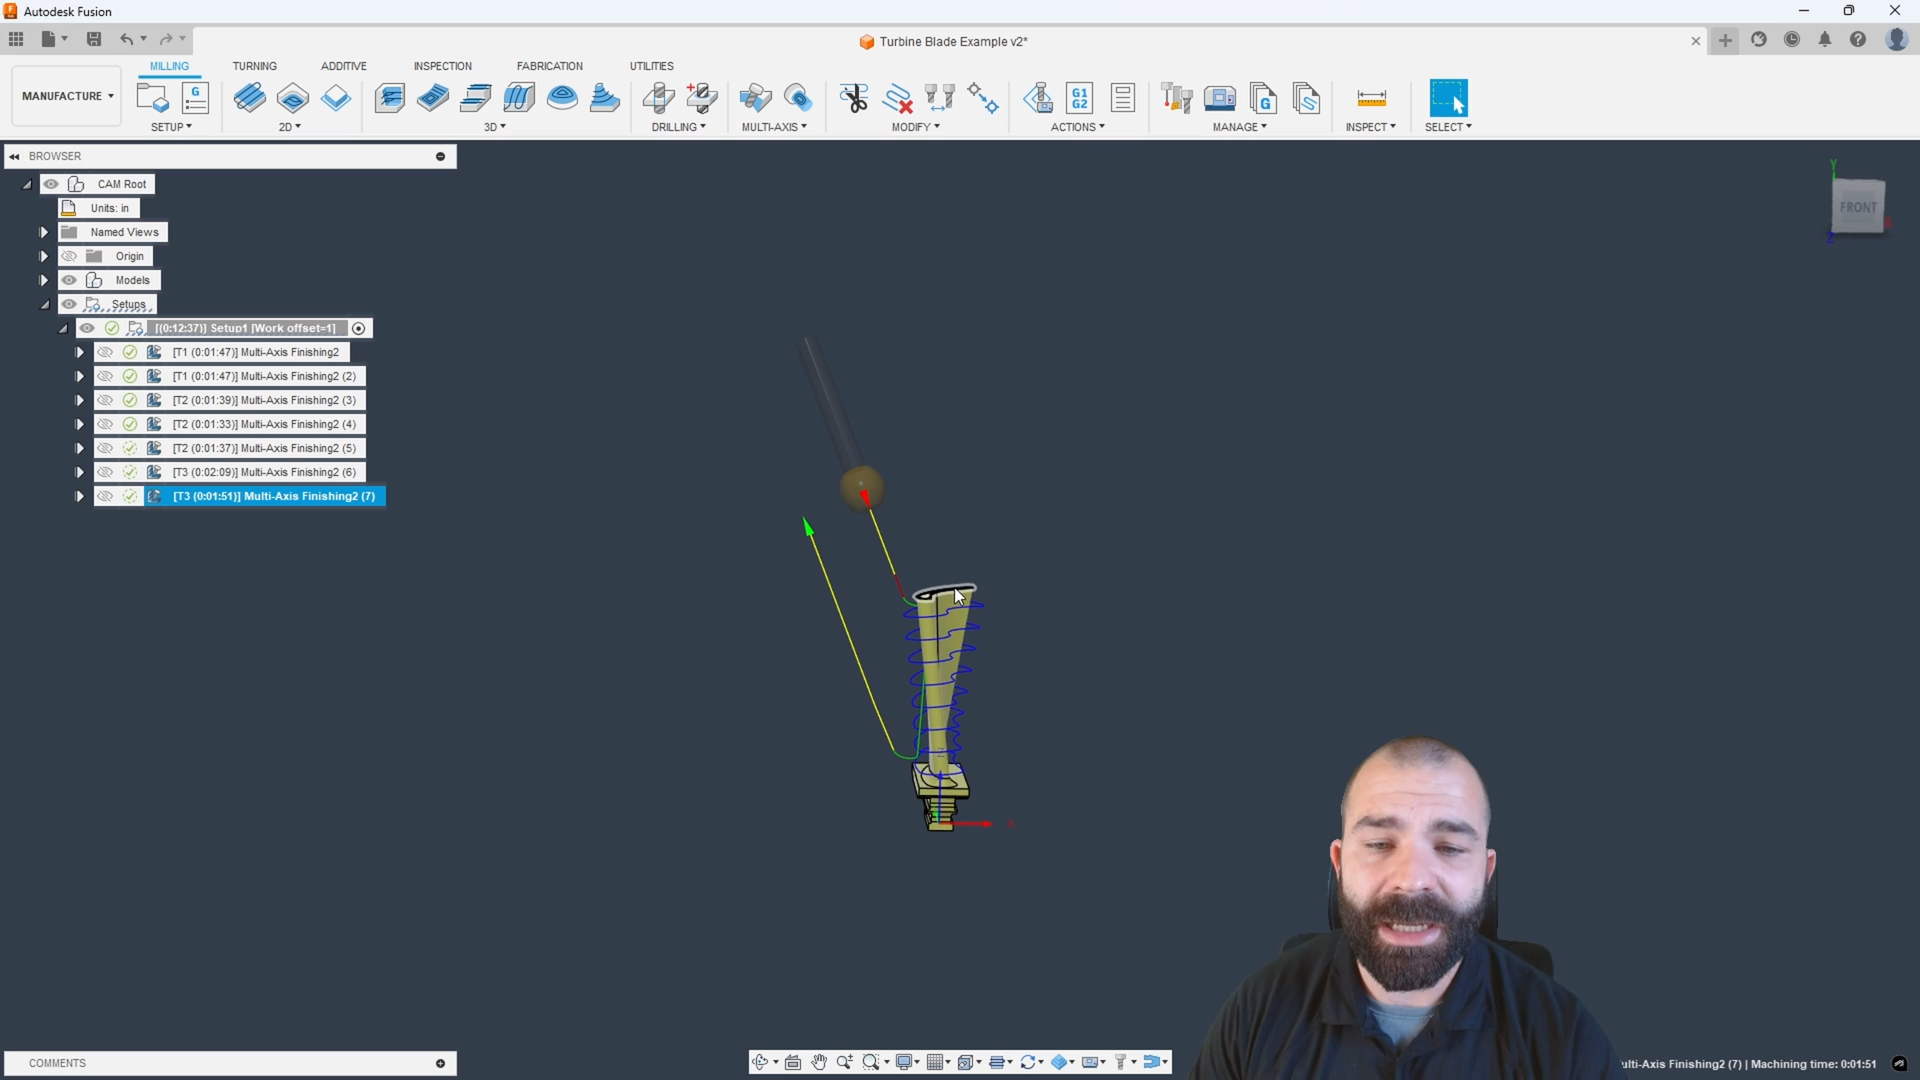 Autodesk Fusion
Turbine Blade Example v2*
MANUFACTURE
MILLING
TURNING
ADDITIVE
INSPECTION
FABRICATION
UTILITIES
G
G1
G2
G
SETUP
2D
3D
DRILLING
MULTI-AXIS
MODIFY
ACTIONS
MANAGE
INSPECT
SELECT
BROWSER
CAM Root
Units: in
Named Views
Origin
Models
Setups
[(0:12:37)] Setup1 [Work offset=1]
[T1 (0:01:47)] Multi-Axis Finishing2
[T1 (0:01:47)] Multi-Axis Finishing2 (2)
[T2 (0:01:39)] Multi-Axis Finishing2 (3)
[T2 (0:01:33)] Multi-Axis Finishing2 (4)
[T2 (0:01:37)] Multi-Axis Finishing2 (5)
[T3 (0:02:09)] Multi-Axis Finishing2 (6)
[T3 (0:01:51)] Multi-Axis Finishing2 (7)
Y
FRONT
Z
COMMENTS
ulti-Axis Finishing2 (7) | Machining time: 0:01:51